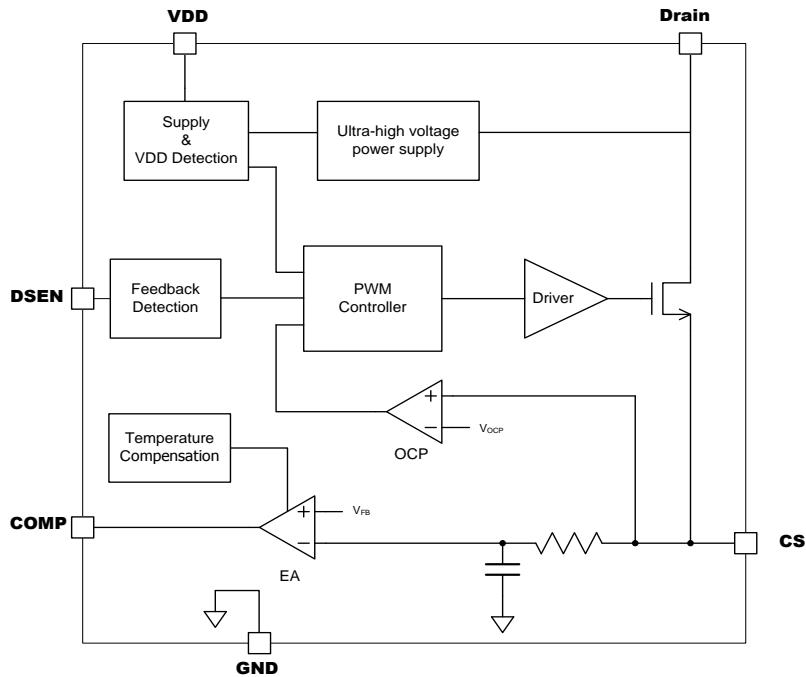 VDD
Drain
Supply
&
VDD Detection
Ultra-high voltage
power supply
DSEN
Feedback
Detection
PWM
Controller
Driver
+
−
VOCP
OCP
Temperature
Compensation
COMP
+
−
VFB
EA
CS
GND